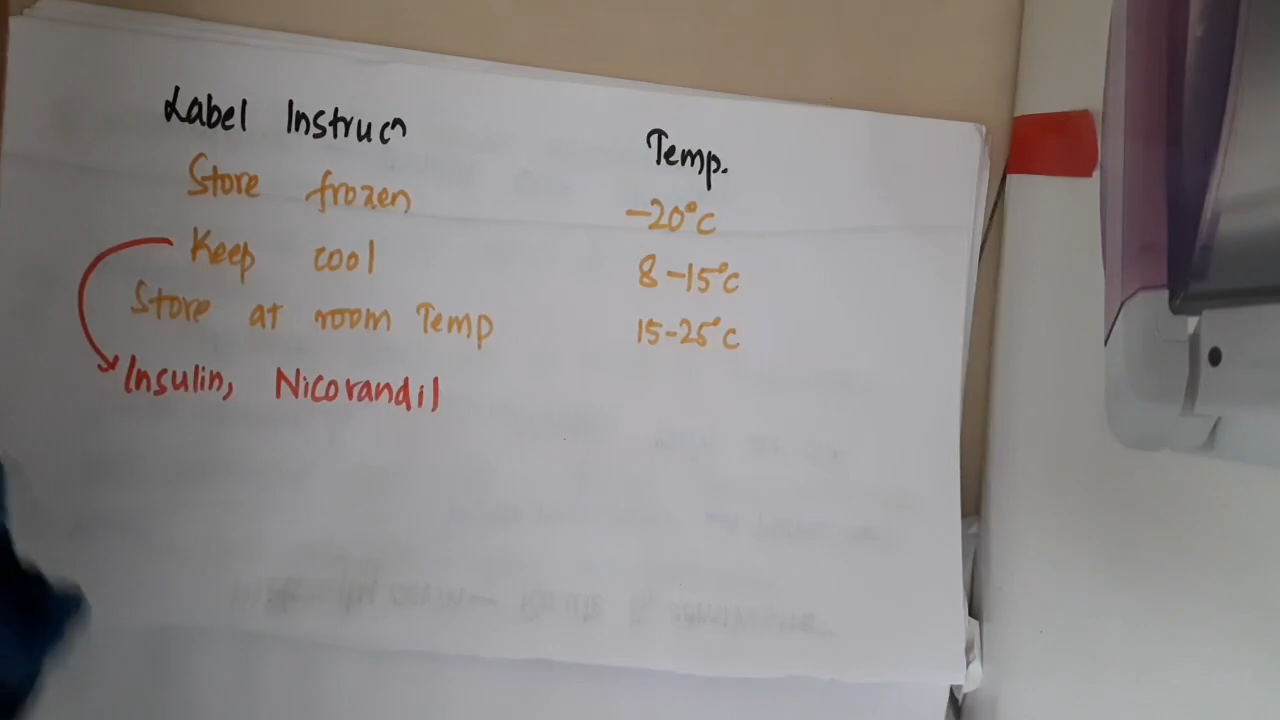 Label Instrucn
Temp.
Store frozen
-20°C
Keep cool
8-15°C
Store at room Temp
15-25°C
Insulin, Nicorandil